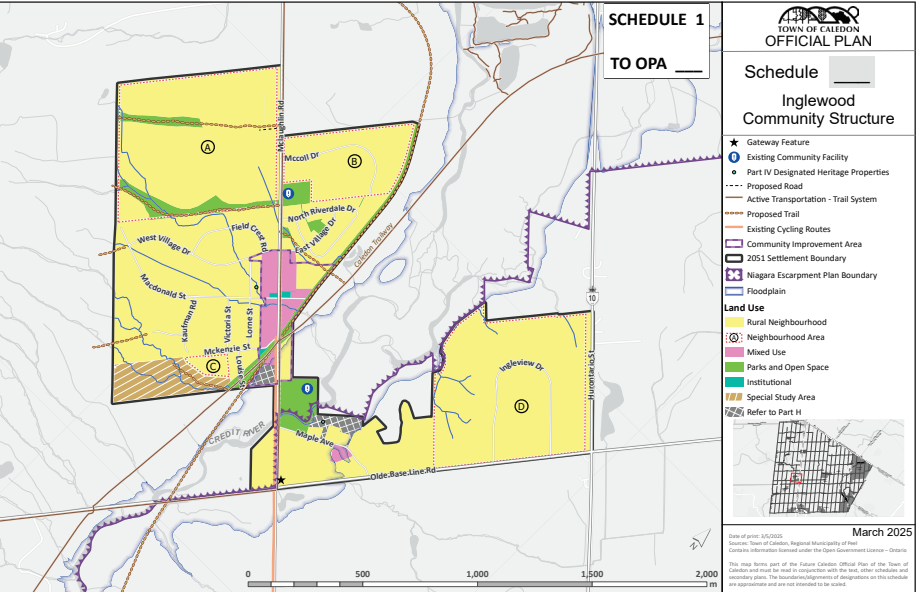 SCHEDULE 1
TO OPA ___
McLaughlin Rd
A
Mccoll Dr
B
North Riverdale Dr
East Village Dr
Field Crest Rd
West Village Dr
Caledon Trailway
Macdonald St
Kaufman Rd
Victoria St
Lorne St
Mckenzie St
Louise St
C
10
Ingleview Dr
Hurontario St
D
CREDIT RIVER
Maple Ave
Olde Base Line Rd
0 500 1,000 1,500 2,000
m
TOWN OF CALEDON
OFFICIAL PLAN
Schedule ____
Inglewood
Community Structure
Gateway Feature
Existing Community Facility
Part IV Designated Heritage Properties
Proposed Road
Active Transportation - Trail System
Proposed Trail
Existing Cycling Routes
Community Improvement Area
2051 Settlement Boundary
Niagara Escarpment Plan Boundary
Floodplain
Land Use
Rural Neighbourhood
A Neighbourhood Area
Mixed Use
Parks and Open Space
Institutional
Special Study Area
Refer to Part H
March 2025
Date of print: 3/5/2025
Sources: Town of Caledon, Regional Municipality of Peel
Contains information licensed under the Open Government Licence – Ontario
This map forms part of the Future Caledon Official Plan of the Town of
Caledon and must be read in conjunction with the text, other schedules and
secondary plans. The boundaries/alignments of designations on this schedule
are approximate and are not intended to be scaled.